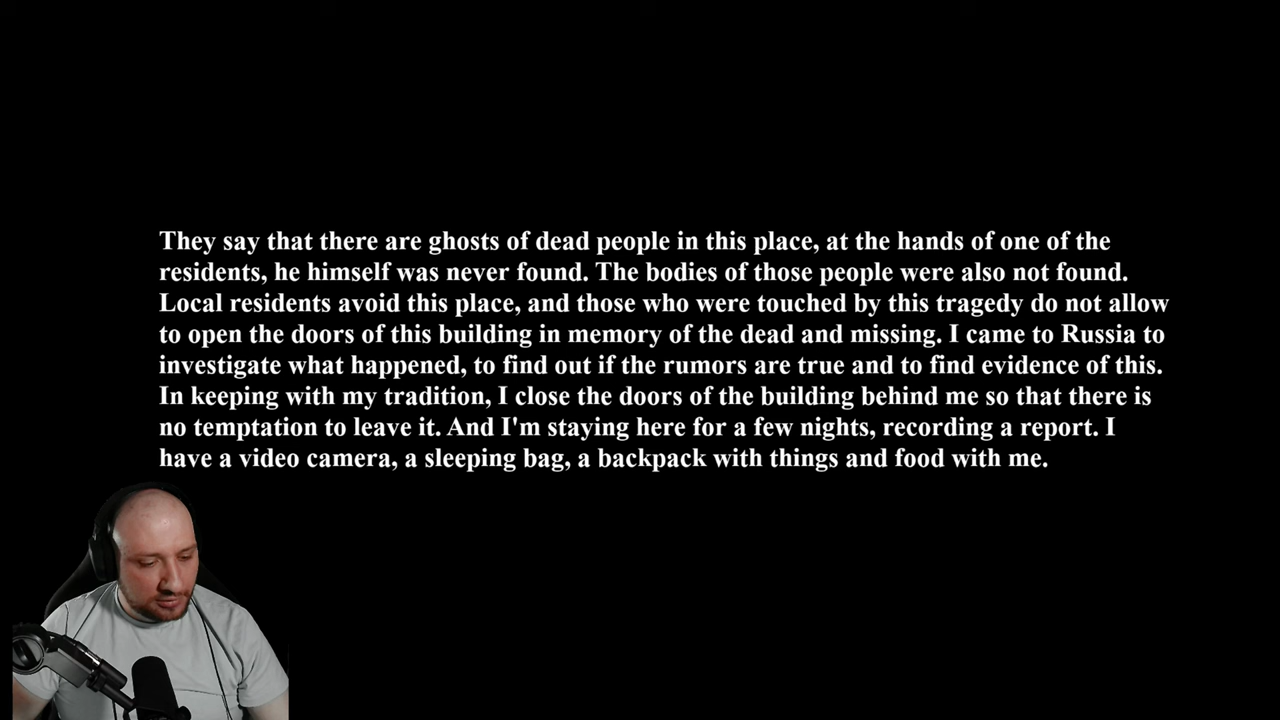 They say that there are ghosts of dead people in this place, at the hands of one of the
residents, he himself was never found. The bodies of those people were also not found.
Local residents avoid this place, and those who were touched by this tragedy do not allow
to open the doors of this building in memory of the dead and missing. I came to Russia to
investigate what happened, to find out if the rumors are true and to find evidence of this.
In keeping with my tradition, I close the doors of the building behind me so that there is
no temptation to leave it. And I'm staying here for a few nights, recording a report. I
have a video camera, a sleeping bag, a backpack with things and food with me.